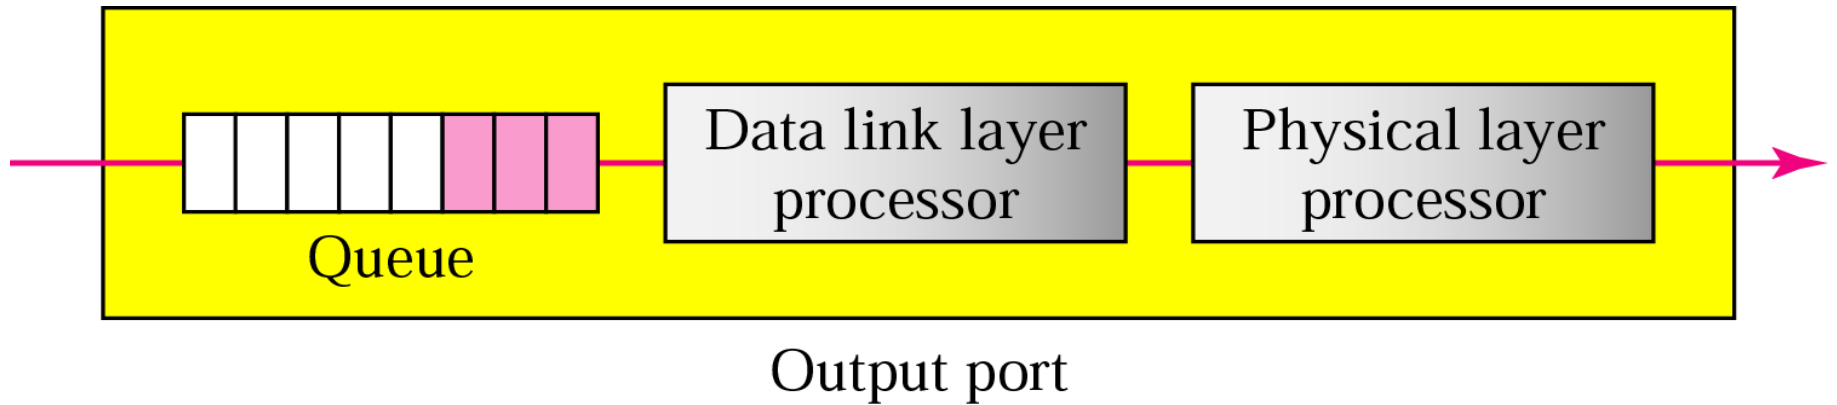 Data link layer
processor
Physical layer
processor
Queue
Output port